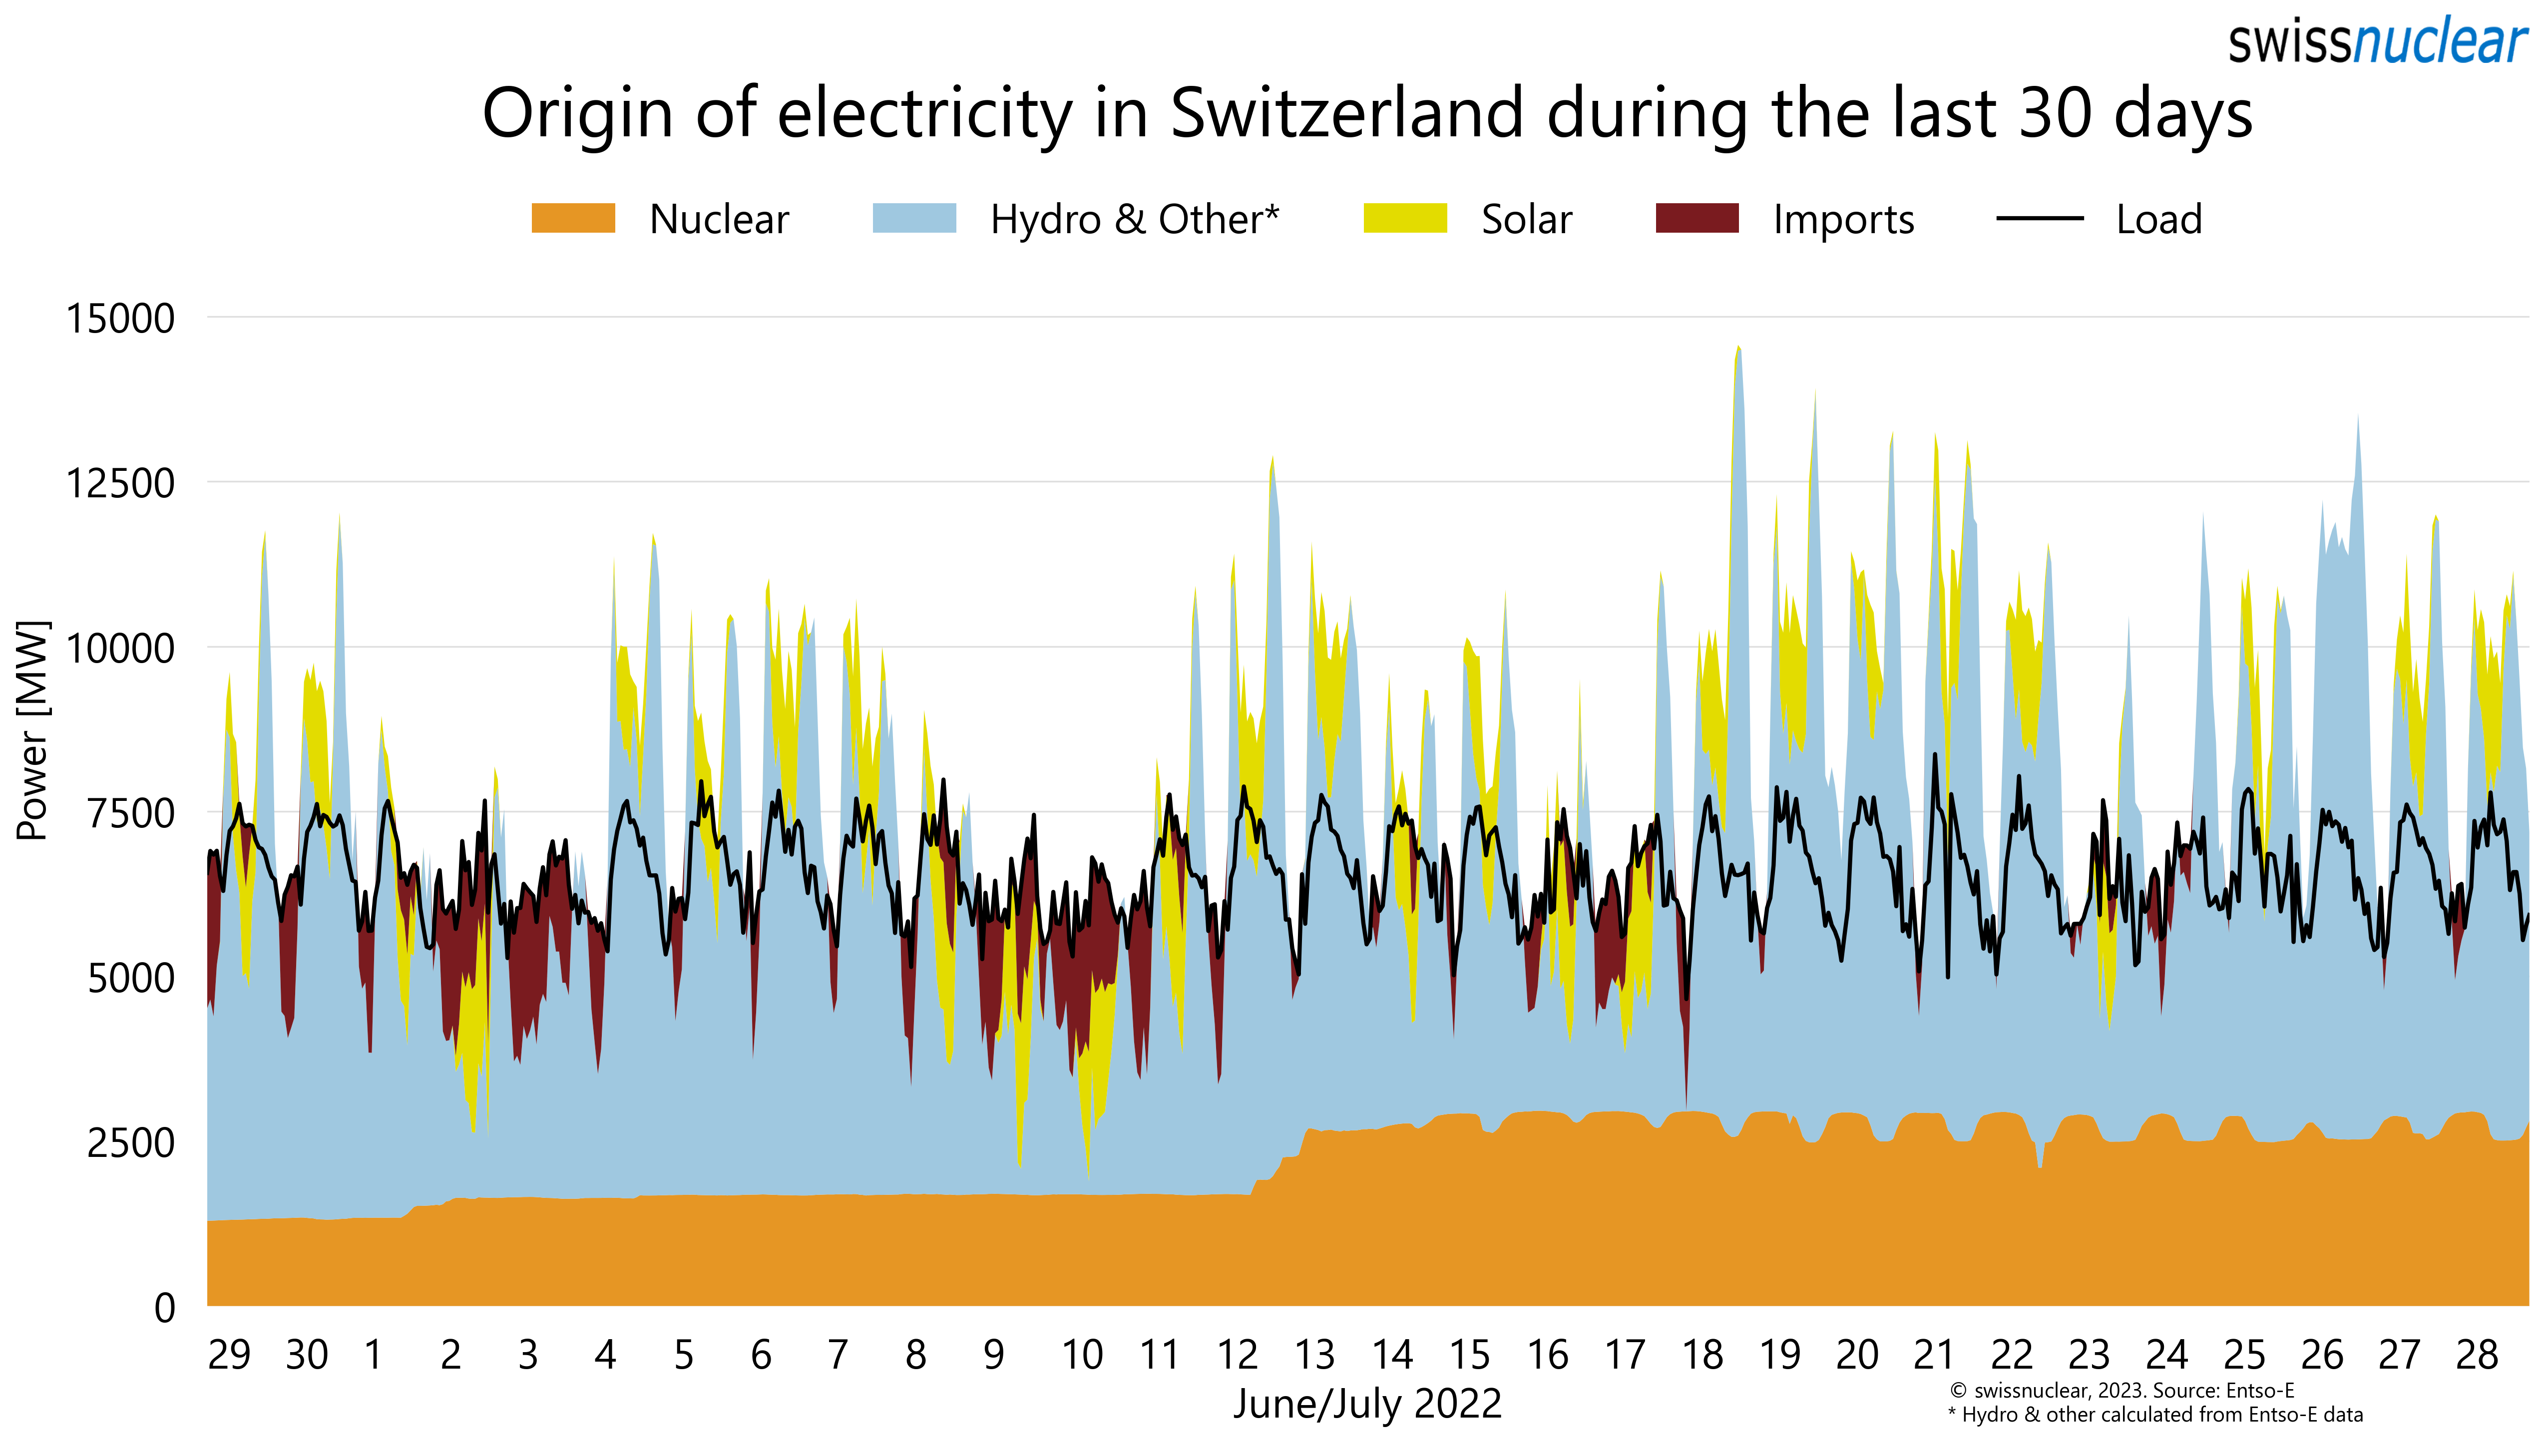 swissnuclear
Origin of electricity in Switzerland during the last 30 days
Nuclear Hydro & Other* Solar Imports Load
15000
12500
10000
7500
5000
2500
0
Power [MW]
29 30 1 2 3 4 5 6 7 8 9 10 11 12 13 14 15 16 17 18 19 20 21 22 23 24 25 26 27 28
June/July 2022
© swissnuclear, 2023. Source: Entso-E
* Hydro & other calculated from Entso-E data